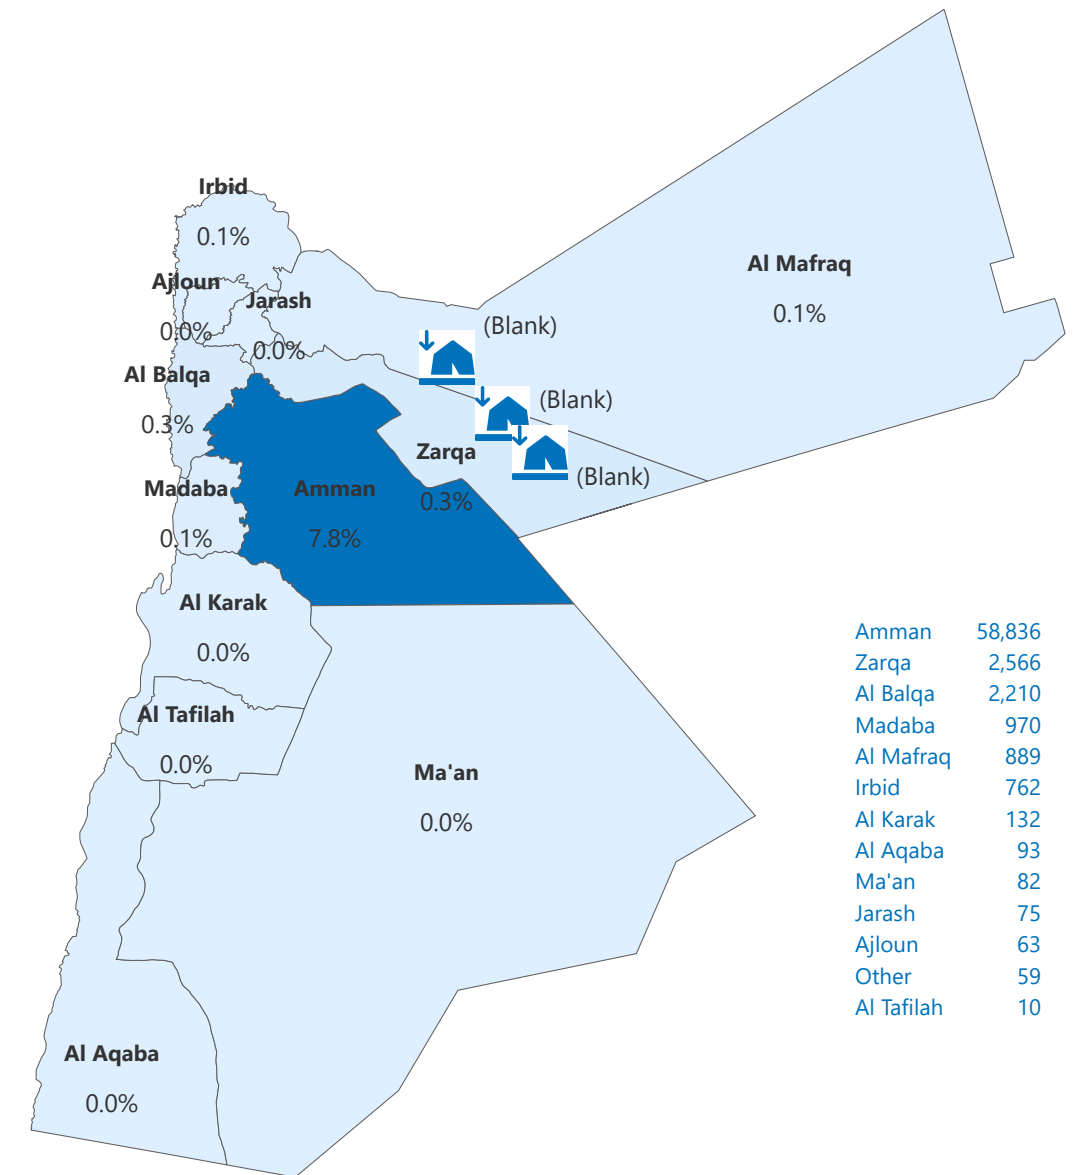 Irbid
0.1%
Al Mafraq
0.1%
Ajloun
0.0%
Jarash
0.0%
(Blank)
Al Balqa
0.3%
(Blank)
Zarqa
0.3%
(Blank)
Madaba
0.1%
Amman
7.8%
Al Karak
0.0%
Al Tafilah
0.0%
Ma'an
0.0%
Al Aqaba
0.0%
Amman 58,836
Zarqa 2,566
Al Balqa 2,210
Madaba 970
Al Mafraq 889
Irbid 762
Al Karak 132
Al Aqaba 93
Ma'an 82
Jarash 75
Ajloun 63
Other 59
Al Tafilah 10